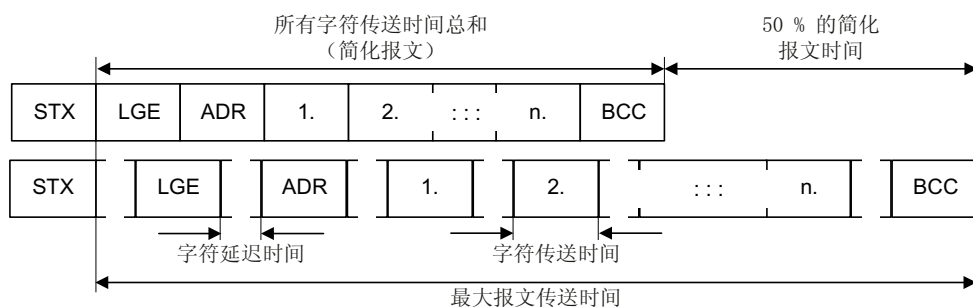 所有字符传送时间总和
（简化报文）
50 % 的简化
报文时间
STX LGE ADR 1. 2. : : : n. BCC
STX LGE ADR 1. 2. : : : n. BCC
字符延迟时间 字符传送时间
最大报文传送时间